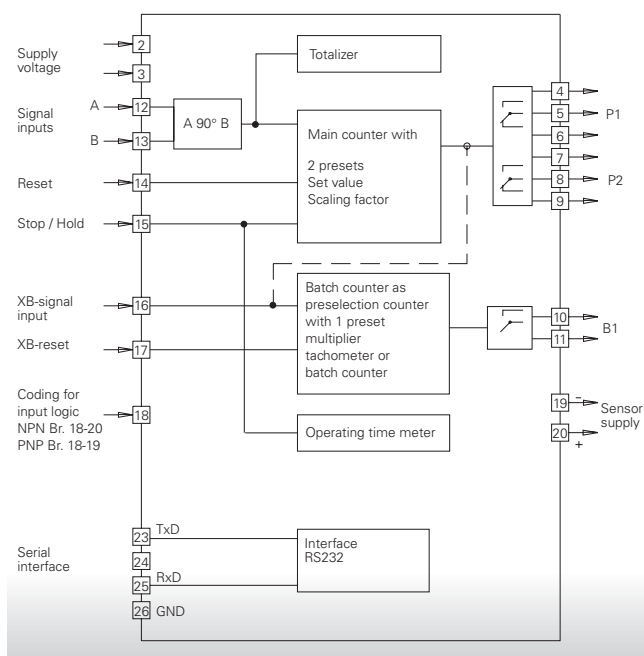 Supply
voltage
2
3
Totalizer
Signal
inputs
A
12
B
13
A 90° B
Main counter with
2 presets
Set value
Scaling factor
4
5
P1
6
7
8
P2
9
Reset
14
Stop / Hold
15
XB-signal
input
16
XB-reset
17
Batch counter as
preselection counter
with 1 preset
multiplier
tachometer or
batch counter
10
B1
11
Coding for
input logic
NPN Br. 18-20
PNP Br. 18-19
18
Operating time meter
19
-
Sensor
supply
20
+
Serial
interface
23
TxD
24
25
RxD
26
GND
Interface
RS232